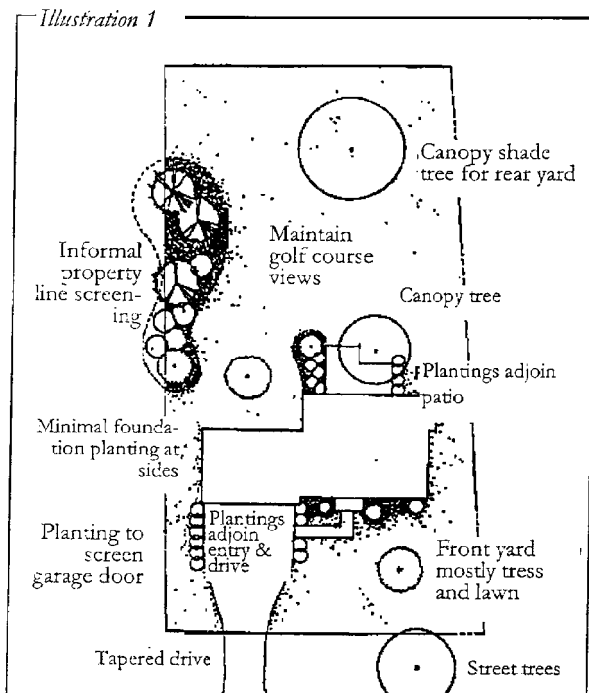 Illustration 1
Canopy shade
tree for rear yard
Informal
property
line screen-
ing
Maintain
golf course
views
Canopy tree
Plantings adjoin
patio
Minimal founda-
tion planting at
sides
Planting to
screen
garage door
Plantings
adjoin
entry &
drive
Front yard
mostly tress
and lawn
Tapered drive
Street trees